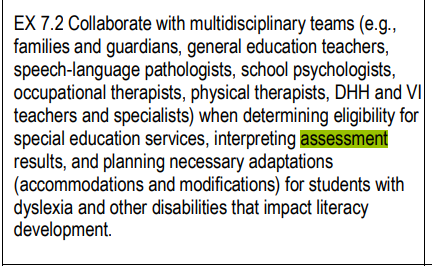 EX 7.2 Collaborate with multidisciplinary teams (e.g.,
families and guardians, general education teachers,
speech-language pathologists, school psychologists,
occupational therapists, physical therapists, DHH and VI
teachers and specialists) when determining eligibility for
special education services, interpreting assessment
results, and planning necessary adaptations
(accommodations and modifications) for students with
dyslexia and other disabilities that impact literacy
development.